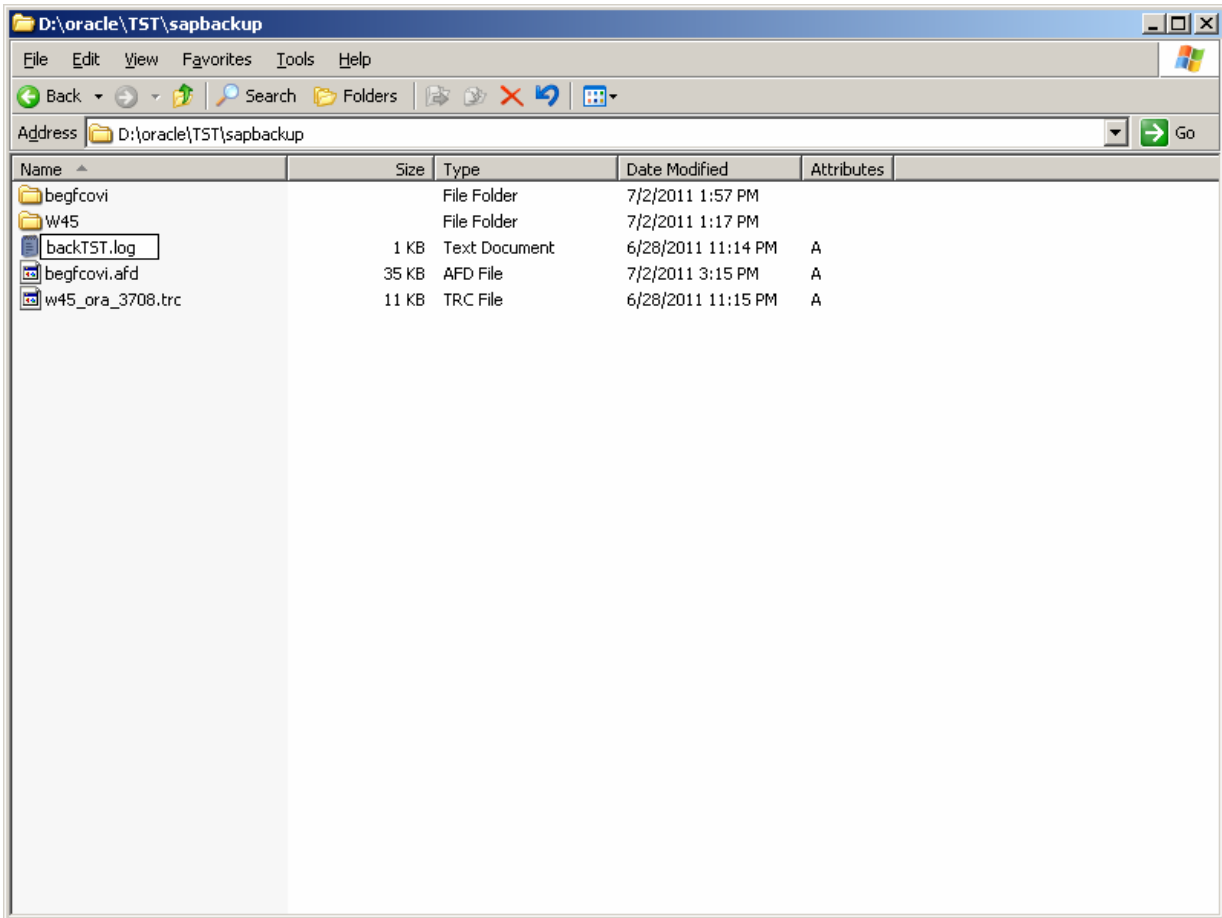 D:\oracle\TST\sapbackup
File Edit View Favorites Tools Help
Back Search Folders
Address D:\oracle\TST\sapbackup Go
Name Size Type Date Modified Attributes
begfcovi File Folder 7/2/2011 1:57 PM
W45 File Folder 7/2/2011 1:17 PM
backTST.log 1 KB Text Document 6/28/2011 11:14 PM A
begfcovi.afd 35 KB AFD File 7/2/2011 3:15 PM A
w45_ora_3708.trc 11 KB TRC File 6/28/2011 11:15 PM A